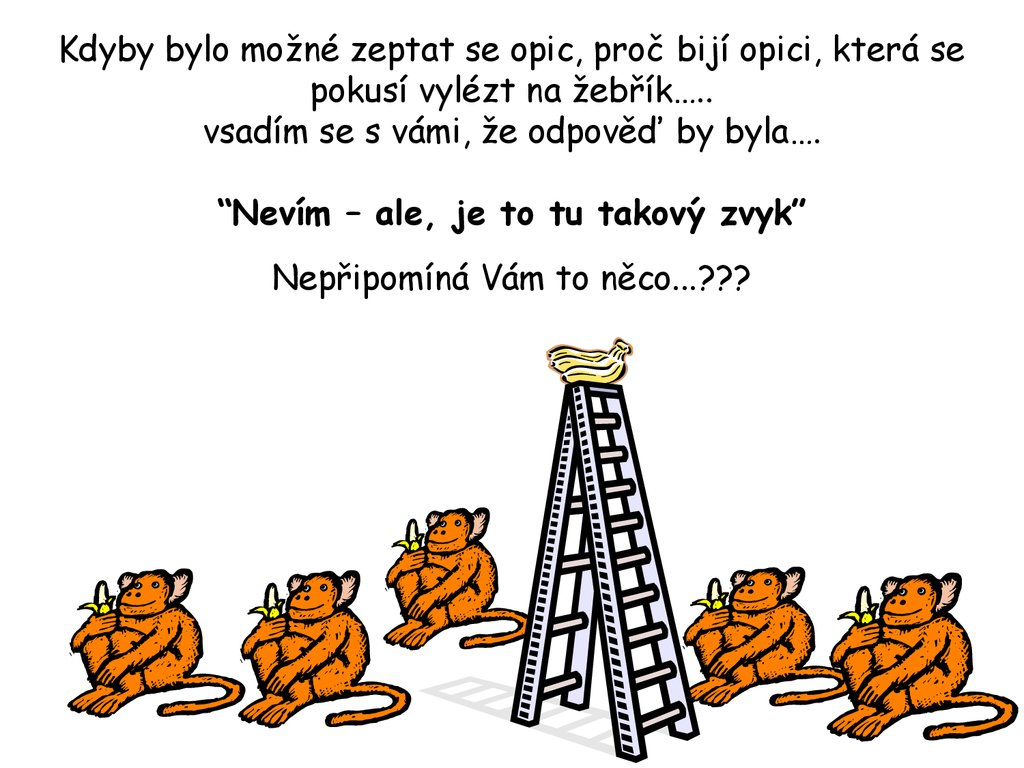 Kdyby bylo možné zeptat se opic, proč bijí opici, která se
pokusí vylézt na žebřík…..
vsadím se s vámi, že odpověď by byla….
“Nevím – ale, je to tu takový zvyk”
Nepřipomíná Vám to něco...???